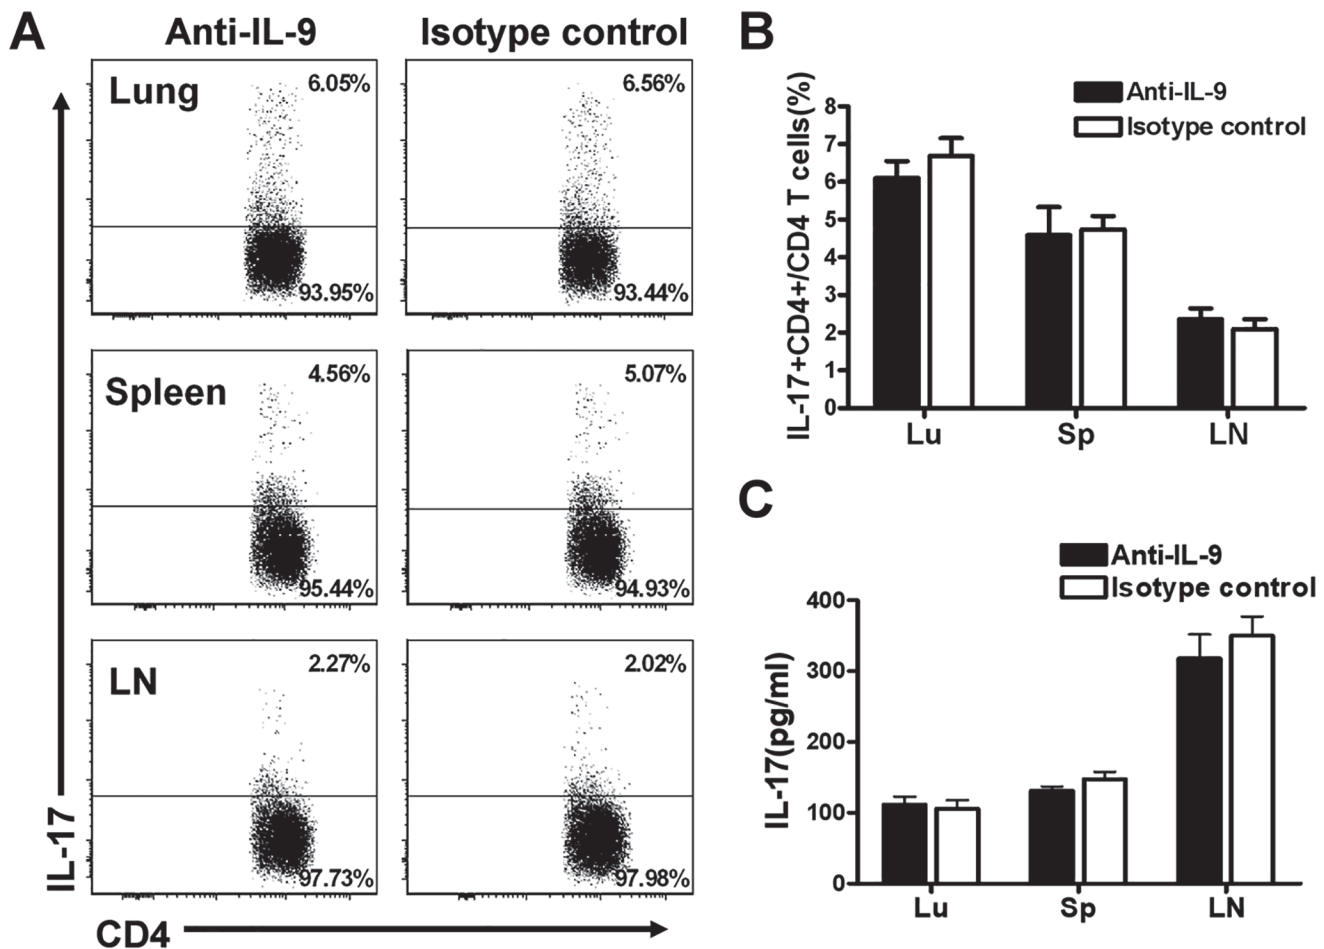 A
Anti-IL-9
Isotype control
Lung
6.05%
93.95%
6.56%
93.44%
Spleen
4.56%
95.44%
5.07%
94.93%
LN
2.27%
97.73%
2.02%
97.98%
IL-17
CD4
B
Anti-IL-9
Isotype control
IL-17+CD4+/CD4 T cells(%)
8
7
6
5
4
3
2
1
0
Lu Sp LN
C
Anti-IL-9
Isotype control
IL-17(pg/ml)
400
300
200
100
0
Lu Sp LN